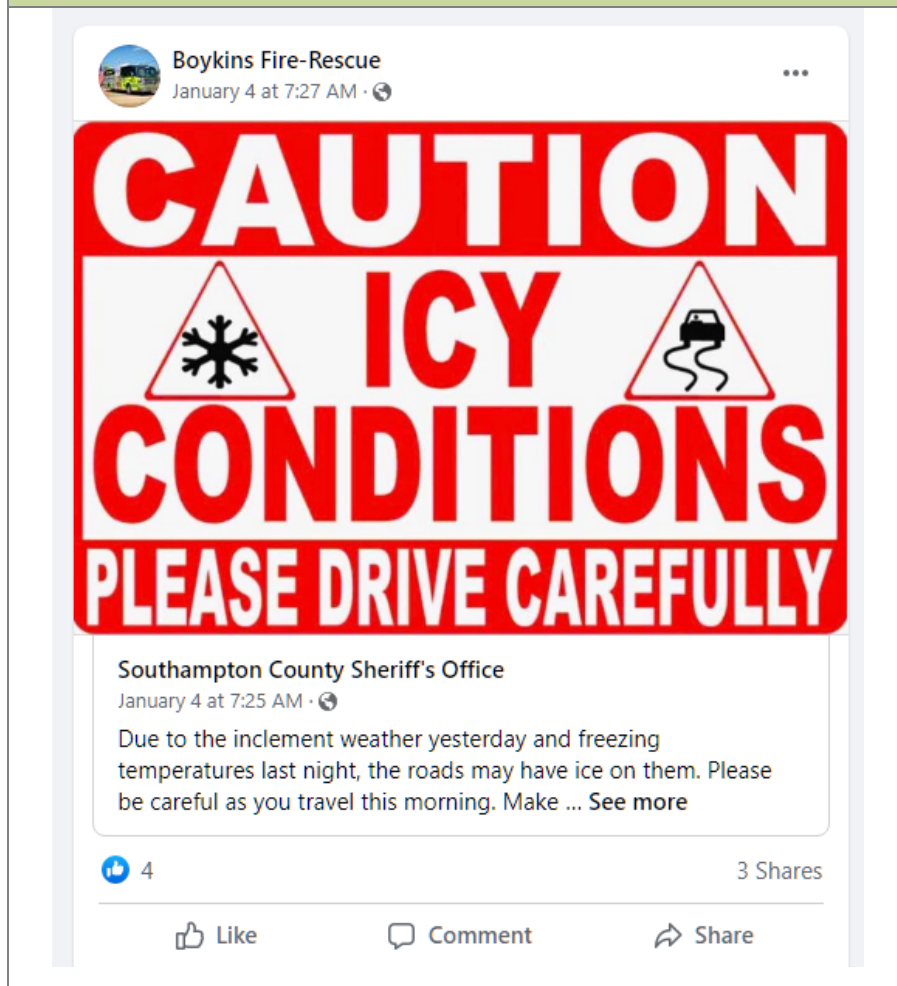 Boykins Fire-Rescue
January 4 at 7:27 AM ·
CAUTION
ICY
CONDITIONS
PLEASE DRIVE CAREFULLY
Southampton County Sheriff's Office
January 4 at 7:25 AM ·
Due to the inclement weather yesterday and freezing
temperatures last night, the roads may have ice on them. Please
be careful as you travel this morning. Make ... See more
4 3 Shares
Like Comment Share